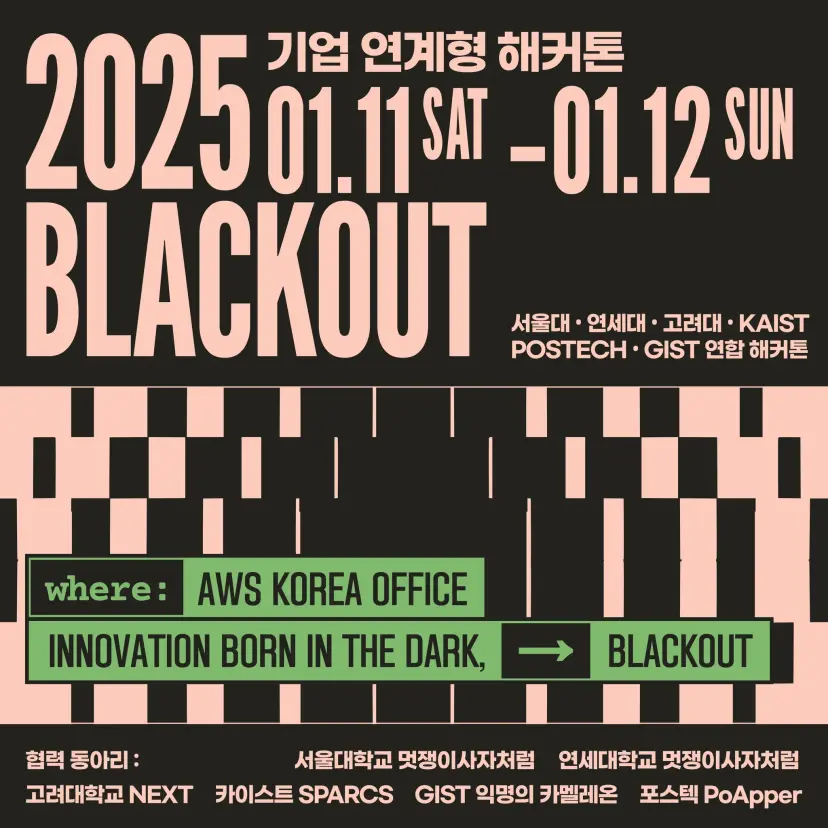 2025 기업 연계형 해커톤
01.11 SAT -01.12 SUN
BLACKOUT
서울대 · 연세대 · 고려대 · KAIST
POSTECH · GIST 연합 해커톤
where: AWS KOREA OFFICE
INNOVATION BORN IN THE DARK, → BLACKOUT
협력 동아리 : 서울대학교 멋쟁이사자처럼 연세대학교 멋쟁이사자처럼
고려대학교 NEXT 카이스트 SPARCS GIST 익명의 카멜레온 포스텍 PoApper